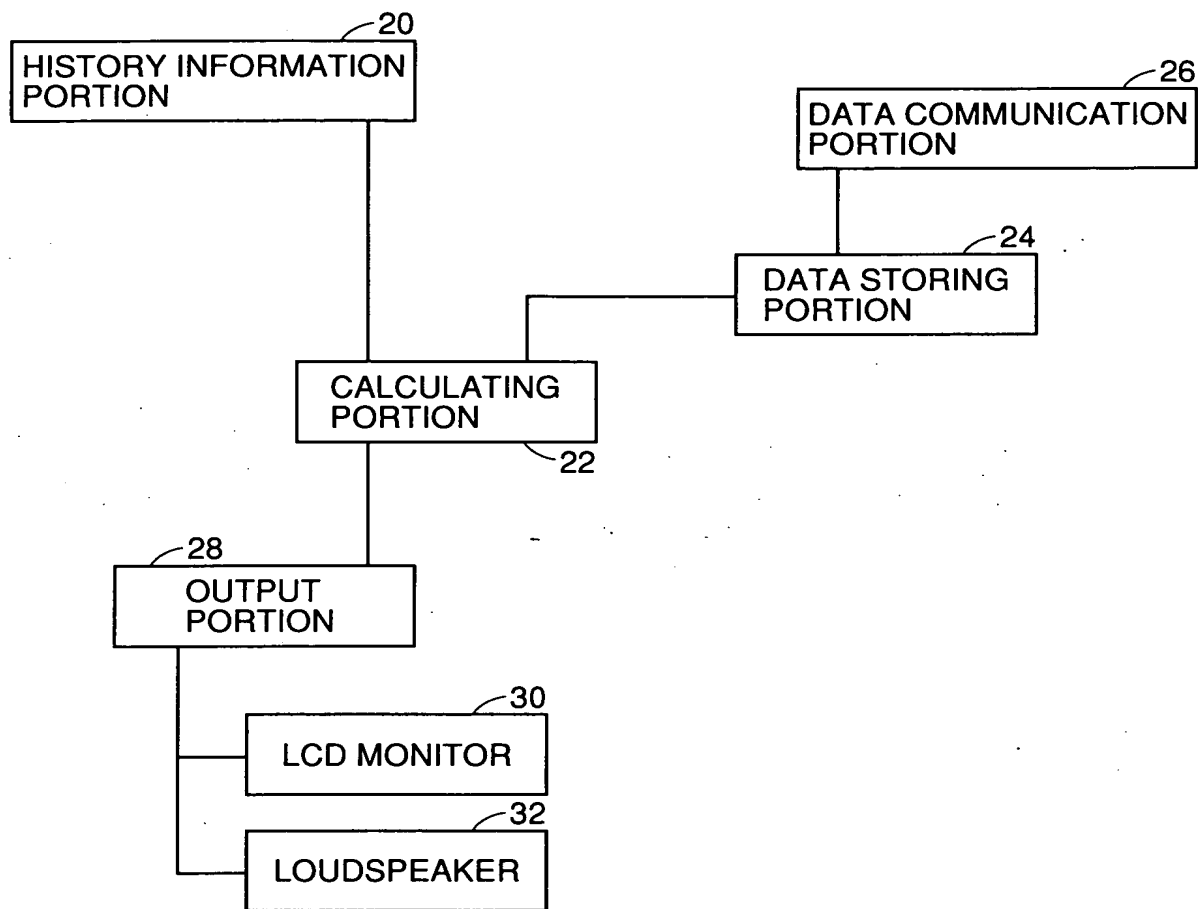 20
HISTORY INFORMATION
PORTION
26
DATA COMMUNICATION
PORTION
24
DATA STORING
PORTION
CALCULATING
PORTION
22
28
OUTPUT
PORTION
30
LCD MONITOR
32
LOUDSPEAKER